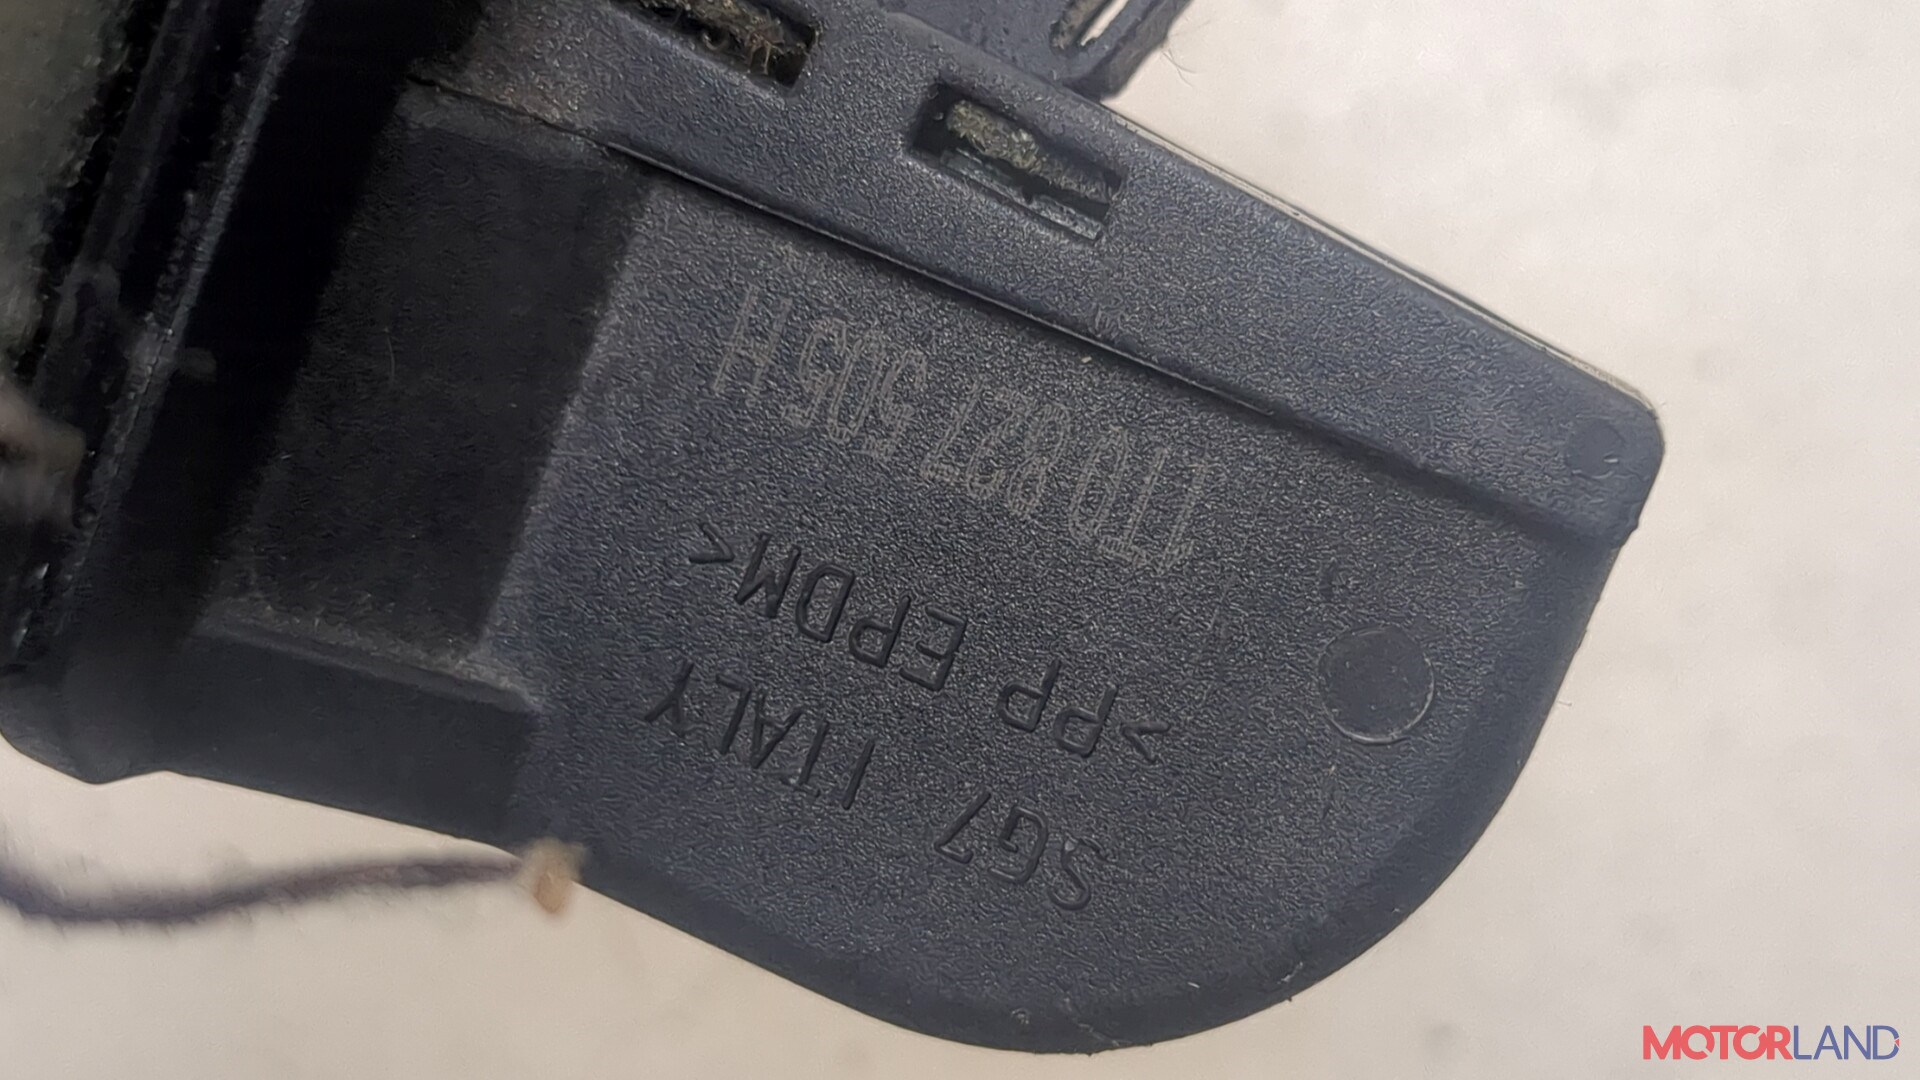 SG7 ITALY
>PP EPDM<
1T0 827 505 H
MOTORLAND